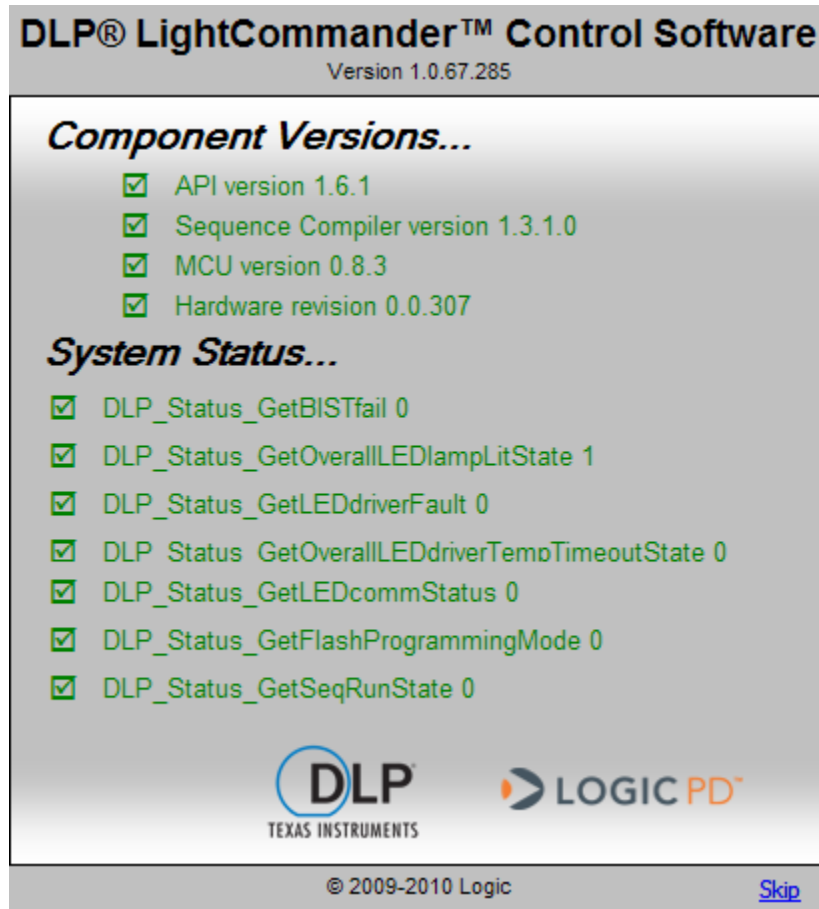 DLP® LightCommander™ Control Software
Version 1.0.67.285
Component Versions...
API version 1.6.1
Sequence Compiler version 1.3.1.0
MCU version 0.8.3
Hardware revision 0.0.307
System Status...
DLP_Status_GetBISTfail 0
DLP_Status_GetOverallLEDlampLitState 1
DLP_Status_GetLEDdriverFault 0
DLP_Status_GetOverallLEDdriverTempTimeoutState 0
DLP_Status_GetLEDcommStatus 0
DLP_Status_GetFlashProgrammingMode 0
DLP_Status_GetSeqRunState 0
DLP
TEXAS INSTRUMENTS
LOGIC PD™
© 2009-2010 Logic
Skip